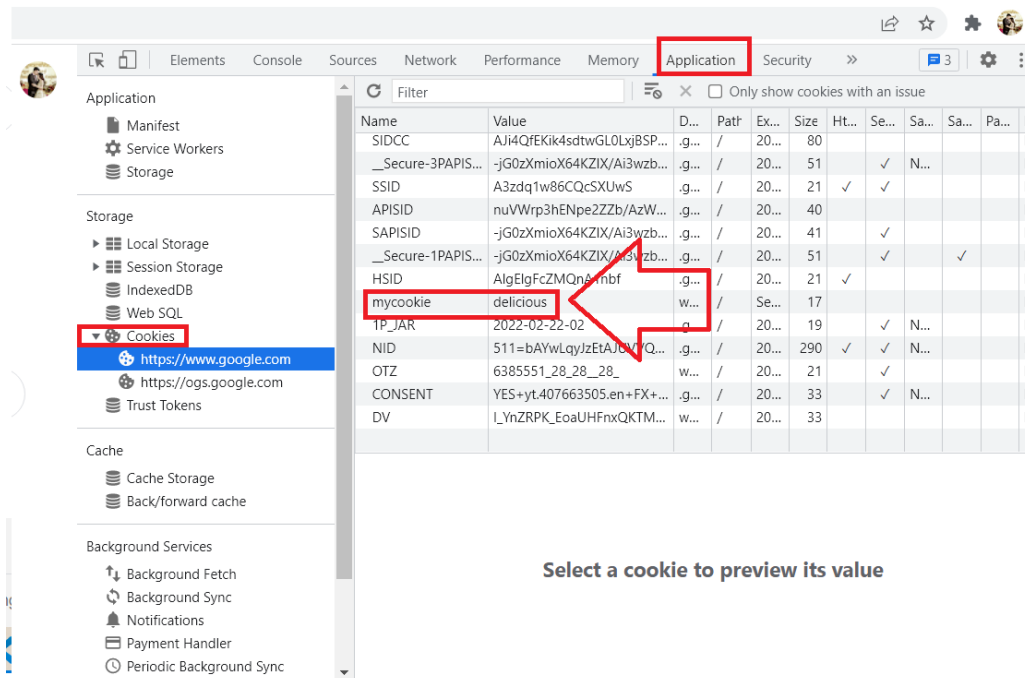 Elements Console Sources Network Performance Memory Application Security » 3
Application
Manifest
Service Workers
Storage
Storage
Local Storage
Session Storage
IndexedDB
Web SQL
Cookies
https://www.google.com
https://ogs.google.com
Trust Tokens
Cache
Cache Storage
Back/forward cache
Background Services
Background Fetch
Background Sync
Notifications
Payment Handler
Periodic Background Sync
Filter Only show cookies with an issue
Name Value D... Path Ex... Size Ht... Se... Sa... Sa... Pa...
SIDCC AJi4QfEKik4sdtwGL0LxjBSP... .g... / 20... 80
__Secure-3PAPIS... -jG0zXmioX64KZIX/Ai3wzb... .g... / 20... 51 ✓ N...
SSID A3zdq1w86CQcSXUwS .g... / 20... 21 ✓ ✓
APISID nuVWrp3hENpe2ZZb/AzW... .g... / 20... 40
SAPISID -jG0zXmioX64KZIX/Ai3wzb... .g... / 20... 41 ✓
__Secure-1PAPIS... -jG0zXmioX64KZIX/Ai3wzb... .g... / 20... 51 ✓ ✓
HSID .g... / 20... 21 ✓
mycookie delicious w... Se... 17
1P_JAR 2022-02-22-02 .g... / 20... 19 ✓ N...
NID .g... / 20... 290 ✓ ✓ N...
OTZ 6385551_28_28__28_ w... / 20... 21 ✓
CONSENT YES+yt.407663505.en+FX+... .g... / 20... 33 ✓ N...
DV I_YnZRPK_EoaUHFnxQKTM... w... / 20... 33
Select a cookie to preview its value